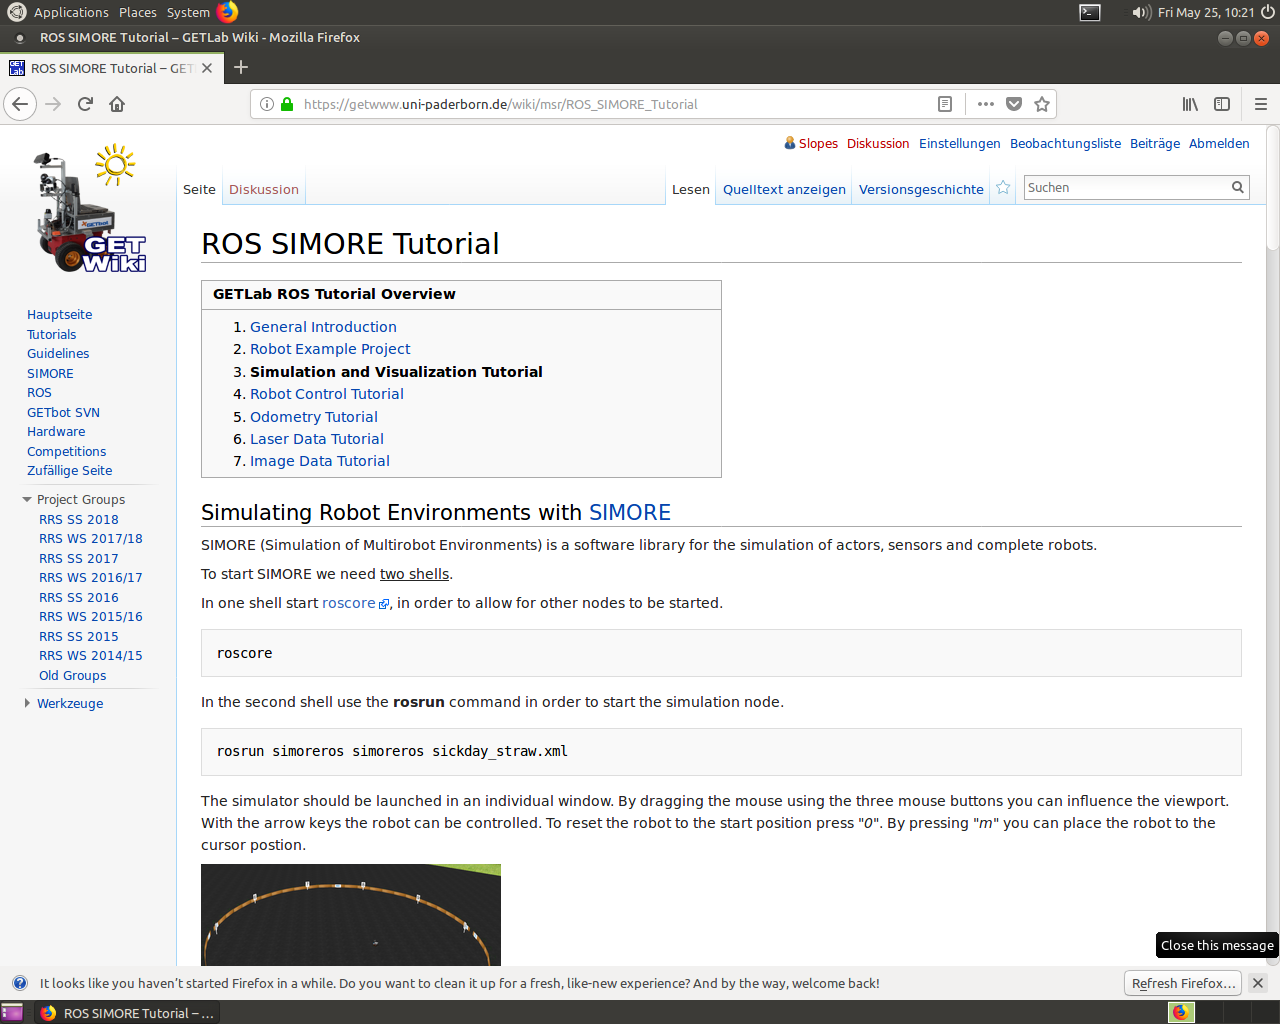 Applications Places System Fri May 25, 10:21
ROS SIMORE Tutorial – GETLab Wiki - Mozilla Firefox
GET Lab ROS SIMORE Tutorial – GET
https://getwww.uni-paderborn.de/wiki/msr/ROS_SIMORE_Tutorial
Slopes Diskussion Einstellungen Beobachtungsliste Beiträge Abmelden
Seite Diskussion Lesen Quelltext anzeigen Versionsgeschichte Suchen
GETbot
GET
Wiki
Hauptseite
Tutorials
Guidelines
SIMORE
ROS
GETbot SVN
Hardware
Competitions
Zufällige Seite
Project Groups
RRS SS 2018
RRS WS 2017/18
RRS SS 2017
RRS WS 2016/17
RRS SS 2016
RRS WS 2015/16
RRS SS 2015
RRS WS 2014/15
Old Groups
Werkzeuge
ROS SIMORE Tutorial
GETLab ROS Tutorial Overview
1. General Introduction
2. Robot Example Project
3. Simulation and Visualization Tutorial
4. Robot Control Tutorial
5. Odometry Tutorial
6. Laser Data Tutorial
7. Image Data Tutorial
Simulating Robot Environments with SIMORE
SIMORE (Simulation of Multirobot Environments) is a software library for the simulation of actors, sensors and complete robots.
To start SIMORE we need two shells.
In one shell start roscore, in order to allow for other nodes to be started.
roscore
In the second shell use the rosrun command in order to start the simulation node.
rosrun simoreros simoreros sickday_straw.xml
The simulator should be launched in an individual window. By dragging the mouse using the three mouse buttons you can influence the viewport.
With the arrow keys the robot can be controlled. To reset the robot to the start position press "0". By pressing "m" you can place the robot to the
cursor postion.
Close this message
It looks like you haven't started Firefox in a while. Do you want to clean it up for a fresh, like-new experience? And by the way, welcome back! Refresh Firefox...
ROS SIMORE Tutorial – ...